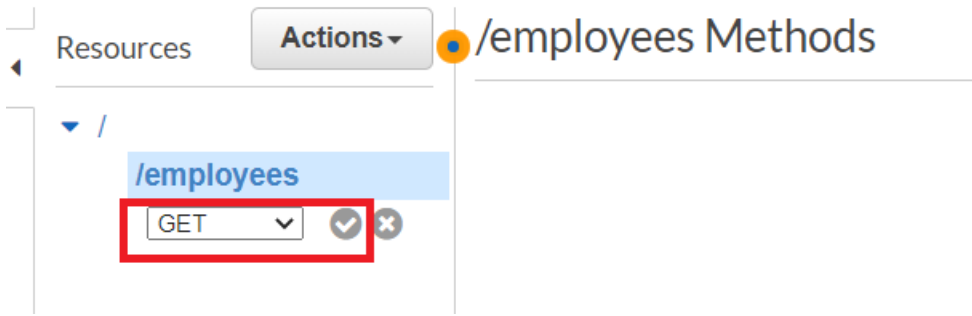 Resources
Actions
/employees Methods
/
/employees
GET